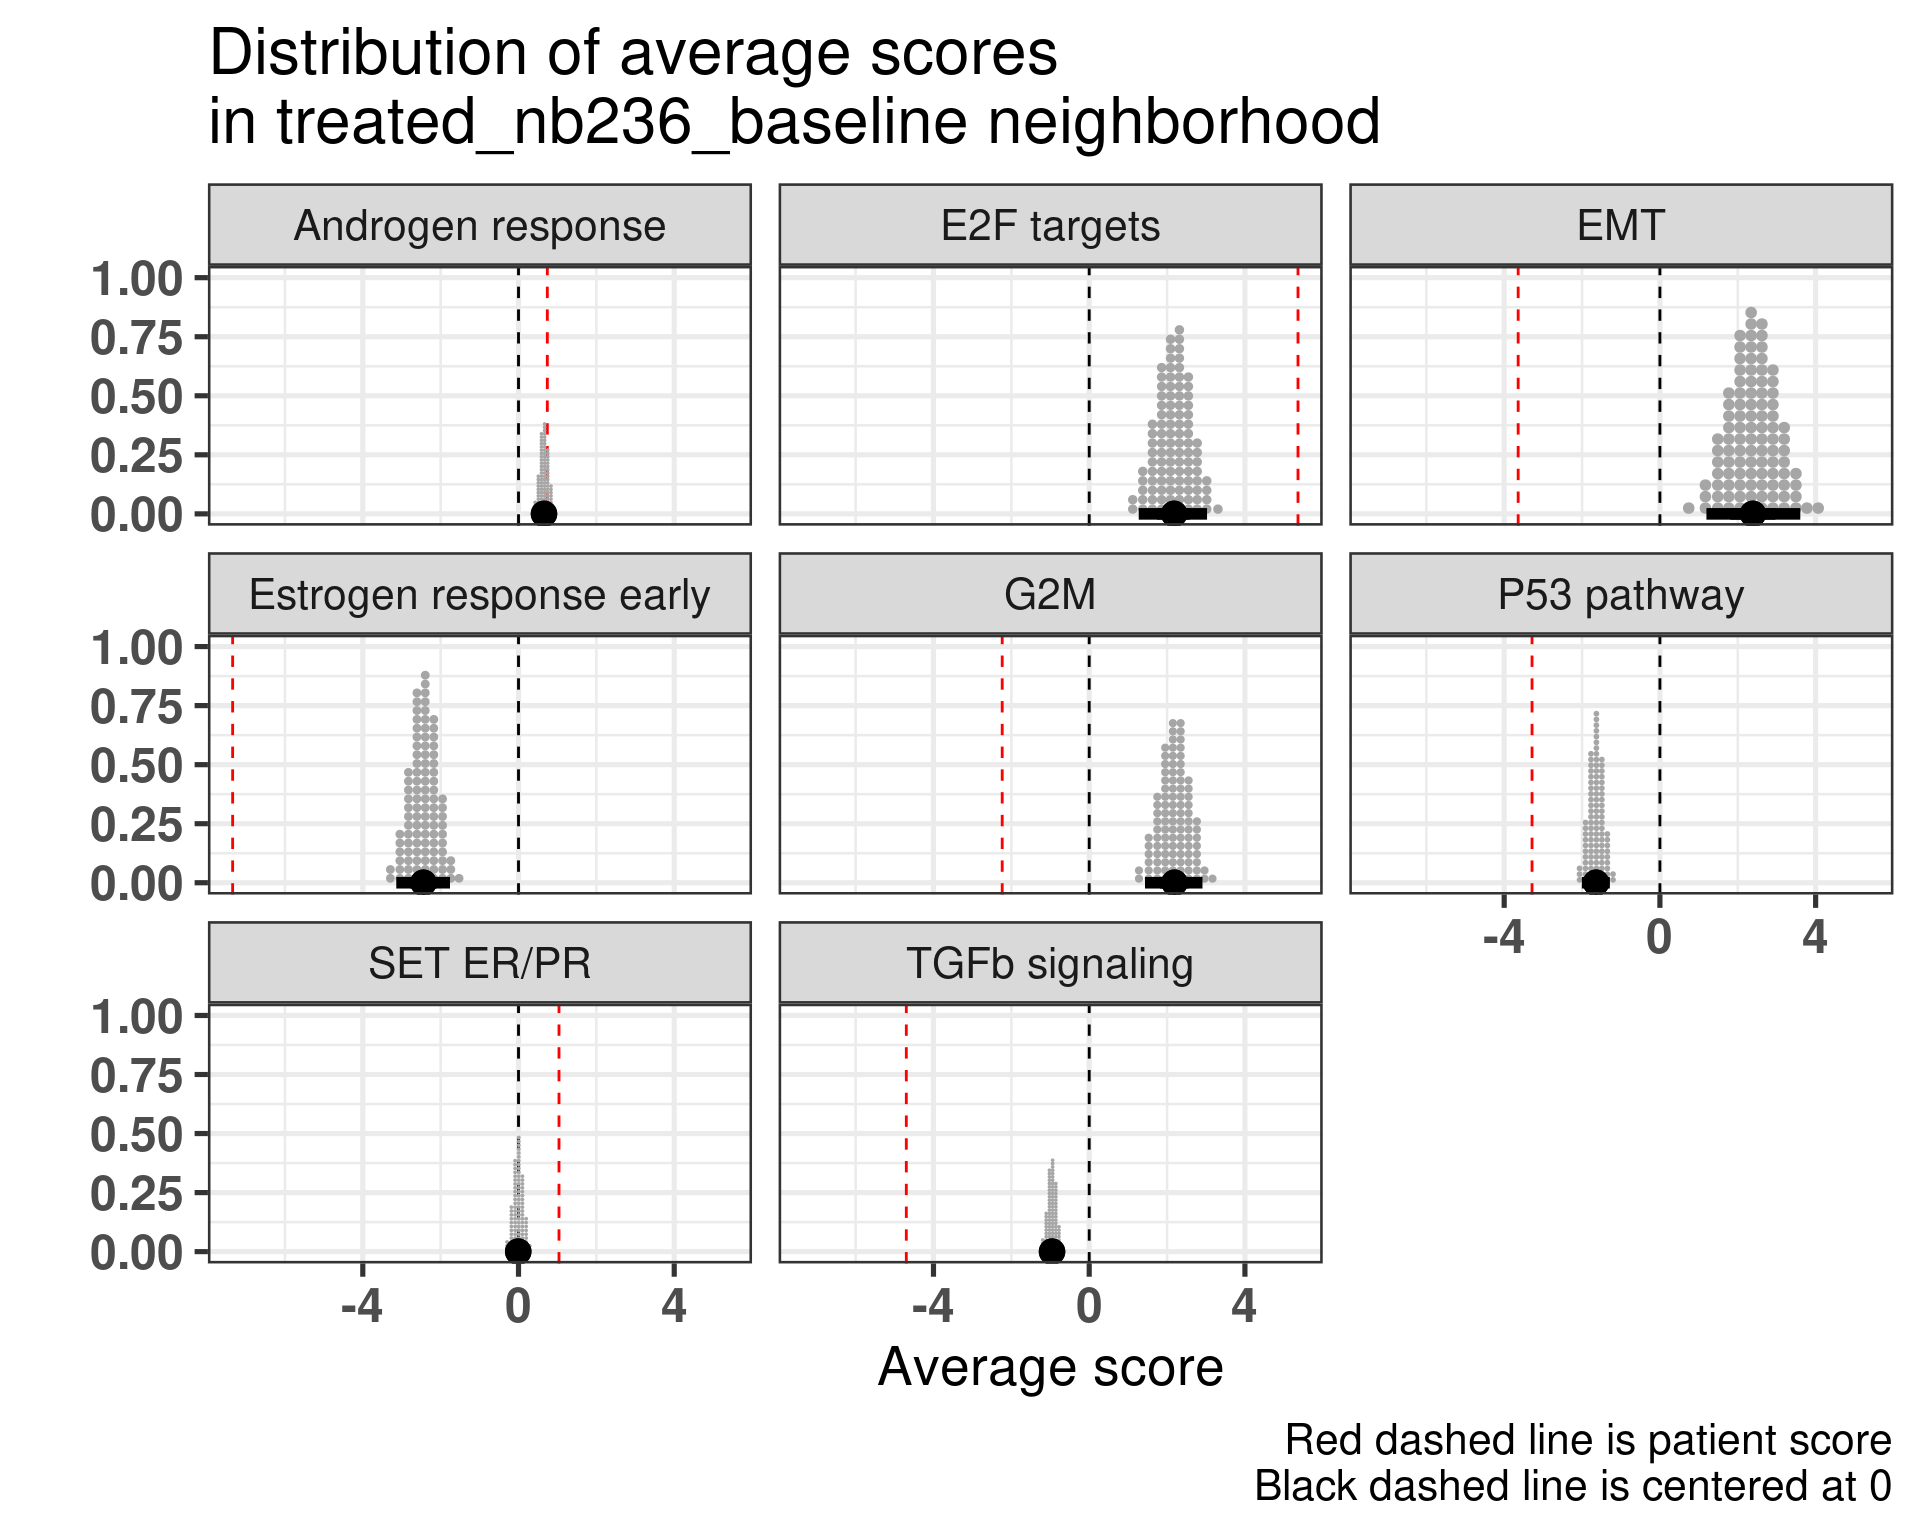 Distribution of average scores
in treated_nb236_baseline neighborhood
Androgen response
E2F targets
EMT
1.00
0.75
0.50
0.25
0.00
Estrogen response early
G2M
P53 pathway
1.00
0.75
0.50
0.25
0.00
-4 0 4
SET ER/PR
TGFb signaling
1.00
0.75
0.50
0.25
0.00
-4 0 4
-4 0 4
Average score
Red dashed line is patient score
Black dashed line is centered at 0